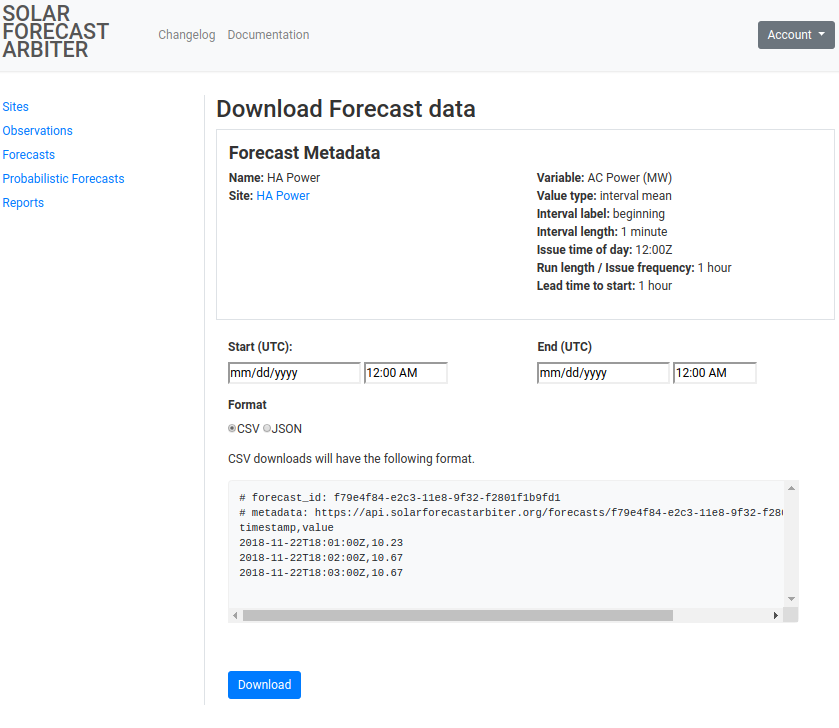 SOLAR
FORECAST
ARBITER
Changelog Documentation
Account
Sites
Observations
Forecasts
Probabilistic Forecasts
Reports
Download Forecast data
Forecast Metadata
Name: HA Power
Site: HA Power
Variable: AC Power (MW)
Value type: interval mean
Interval label: beginning
Interval length: 1 minute
Issue time of day: 12:00Z
Run length / Issue frequency: 1 hour
Lead time to start: 1 hour
Start (UTC):
mm/dd/yyyy 12:00 AM
End (UTC)
mm/dd/yyyy 12:00 AM
Format
CSV JSON
CSV downloads will have the following format.
# forecast_id: f79e4f84-e2c3-11e8-9f32-f2801f1b9fd1
# metadata: https://api.solarforecastarbiter.org/forecasts/f79e4f84-e2c3-11e8-9f32-f280
timestamp,value
2018-11-22T18:01:00Z,10.23
2018-11-22T18:02:00Z,10.67
2018-11-22T18:03:00Z,10.67
Download